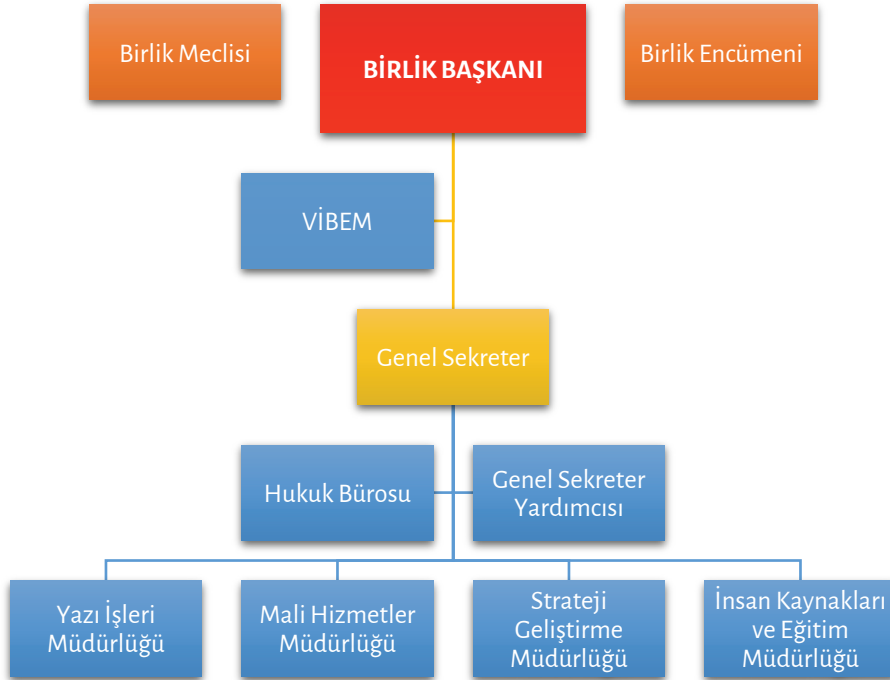 Birlik Meclisi
BİRLİK BAŞKANI
Birlik Encümeni
VİBEM
Genel Sekreter
Hukuk Bürosu
Genel Sekreter
Yardımcısı
Yazı İşleri
Müdürlüğü
Mali Hizmetler
Müdürlüğü
Strateji
Geliştirme
Müdürlüğü
İnsan Kaynakları
ve Eğitim
Müdürlüğü